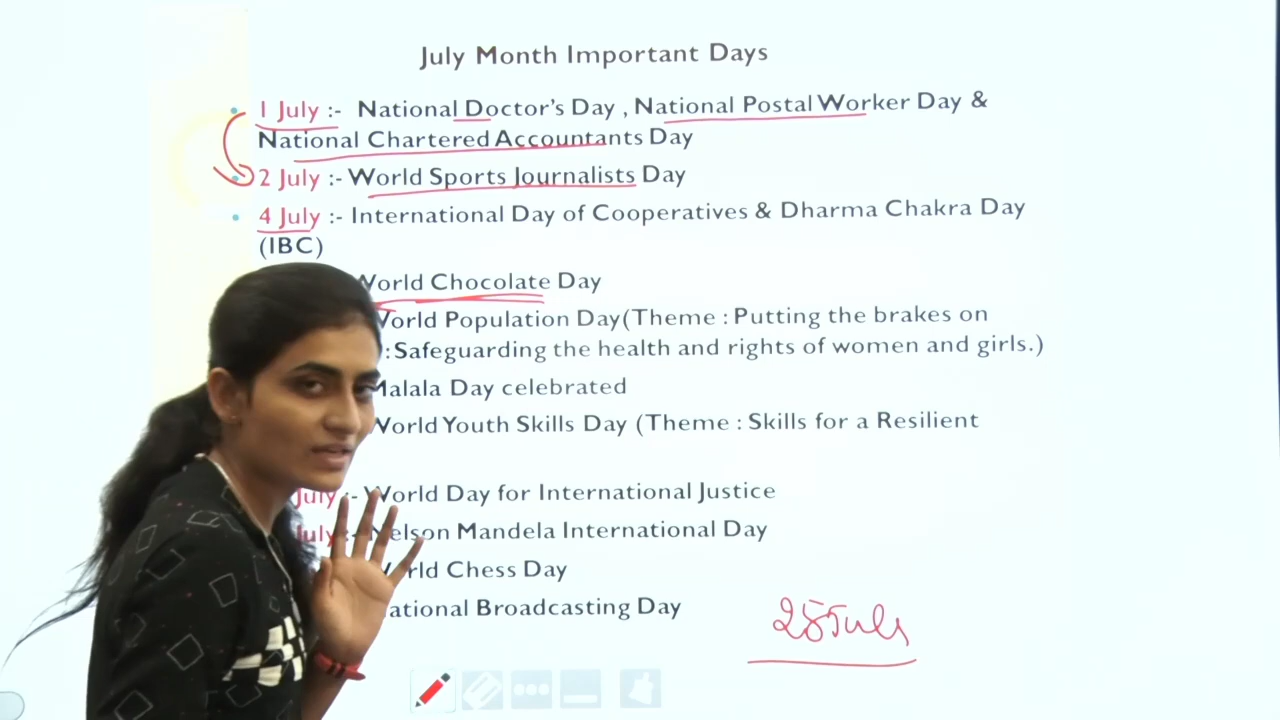 July Month Important Days
1 July :- National Doctor's Day , National Postal Worker Day &
National Chartered Accountants Day
2 July :- World Sports Journalists Day
4 July :- International Day of Cooperatives & Dharma Chakra Day
(IBC)
World Chocolate Day
World Population Day(Theme : Putting the brakes on
:Safeguarding the health and rights of women and girls.)
Malala Day celebrated
World Youth Skills Day (Theme : Skills for a Resilient
July :- World Day for International Justice
July :- Nelson Mandela International Day
World Chess Day
National Broadcasting Day